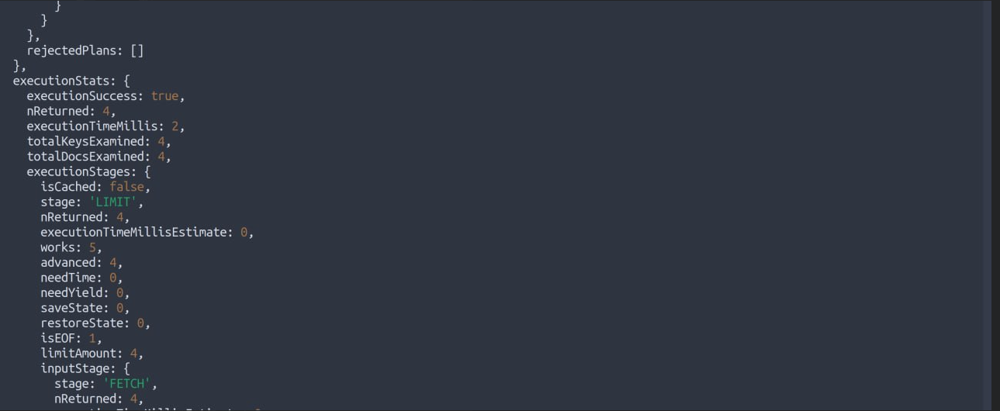 }
}
},
rejectedPlans: []
},
executionStats: {
executionSuccess: true,
nReturned: 4,
executionTimeMillis: 2,
totalKeysExamined: 4,
totalDocsExamined: 4,
executionStages: {
isCached: false,
stage: 'LIMIT',
nReturned: 4,
executionTimeMillisEstimate: 0,
works: 5,
advanced: 4,
needTime: 0,
needYield: 0,
saveState: 0,
restoreState: 0,
isEOF: 1,
limitAmount: 4,
inputStage: {
stage: 'FETCH',
nReturned: 4,